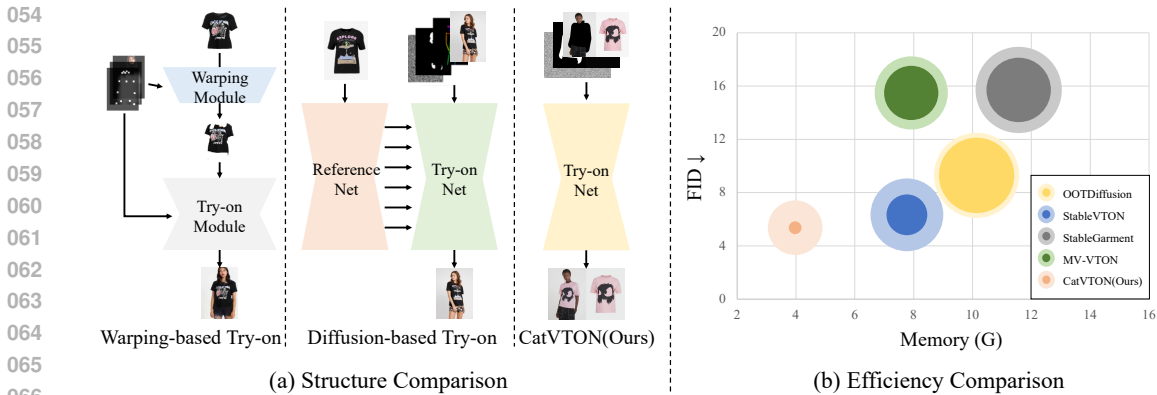 054
055
056
057
058
059
060
061
062
063
064
065
066
Warping
Module
Try-on
Module
Warping-based Try-on
Reference
Net
Try-on
Net
Diffusion-based Try-on
Try-on
Net
CatVTON(Ours)
(a) Structure Comparison
20
16
12
8
4
0
FID ↓
2
4
6
8
10
12
14
16
Memory (G)
OOTDiffusion
StableVTON
StableGarment
MV-VTON
CatVTON(Ours)
(b) Efficiency Comparison